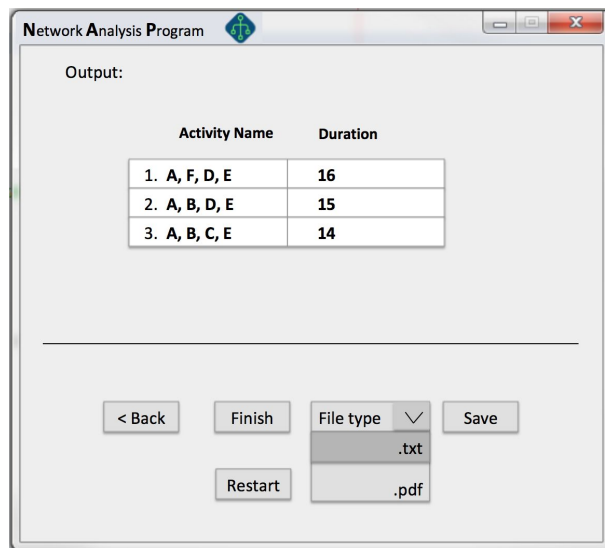 Network Analysis Program
Output:
Activity Name Duration
1. A, F, D, E 16
2. A, B, D, E 15
3. A, B, C, E 14
< Back Finish File type Save
.txt
Restart .pdf